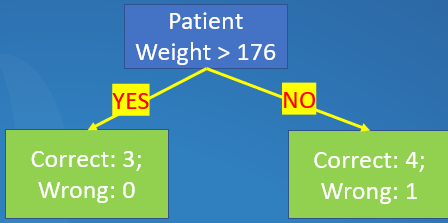 Patient
Weight > 176
YES
NO
Correct: 3;
Wrong: 0
Correct: 4;
Wrong: 1